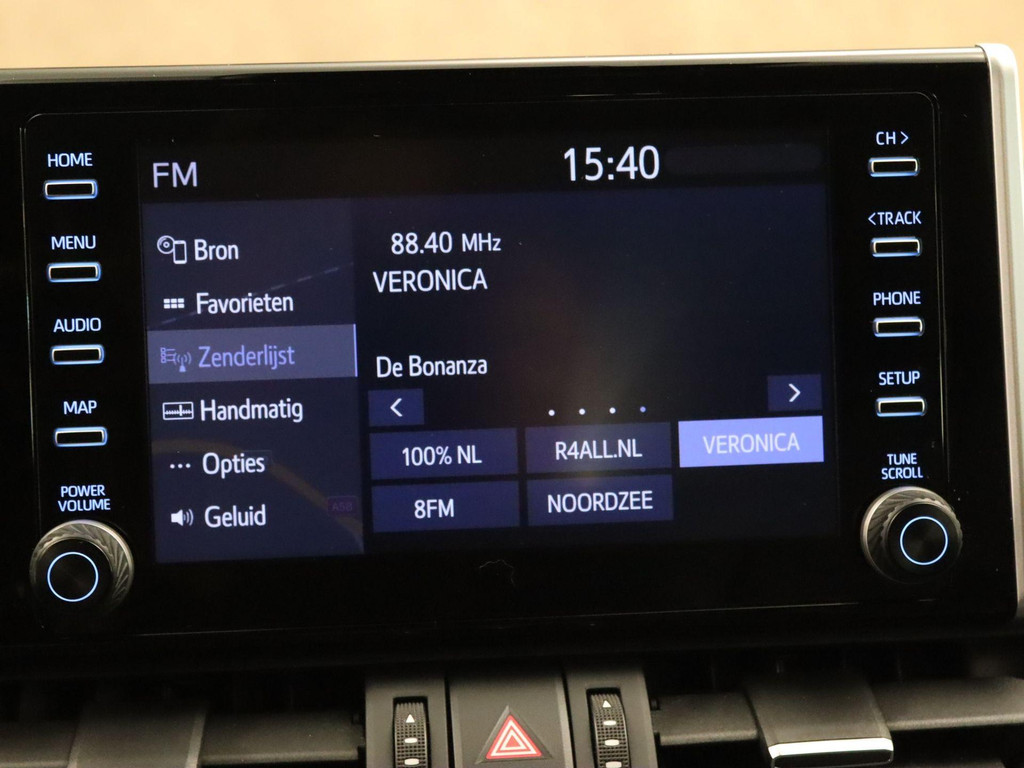 HOME
MENU
AUDIO
MAP
POWER
VOLUME
FM
15:40
Bron
Favorieten
Zenderlijst
Handmatig
Opties
Geluid
A50
88.40 MHz
VERONICA
De Bonanza
<
>
100% NL
R4ALL.NL
VERONICA
8FM
NOORDZEE
CH >
< TRACK
PHONE
SETUP
TUNE
SCROLL